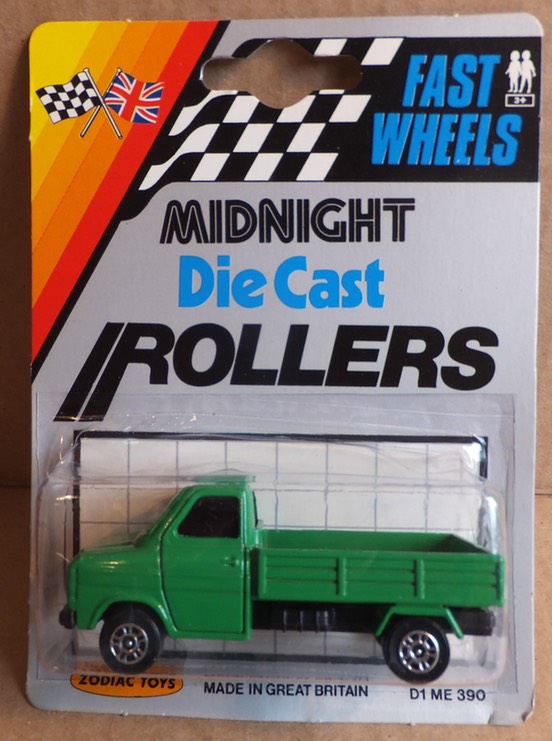 FAST
WHEELS
3+
MIDNIGHT
Die Cast
ROLLERS
ZODIAC TOYS
MADE IN GREAT BRITAIN
D1 ME 390